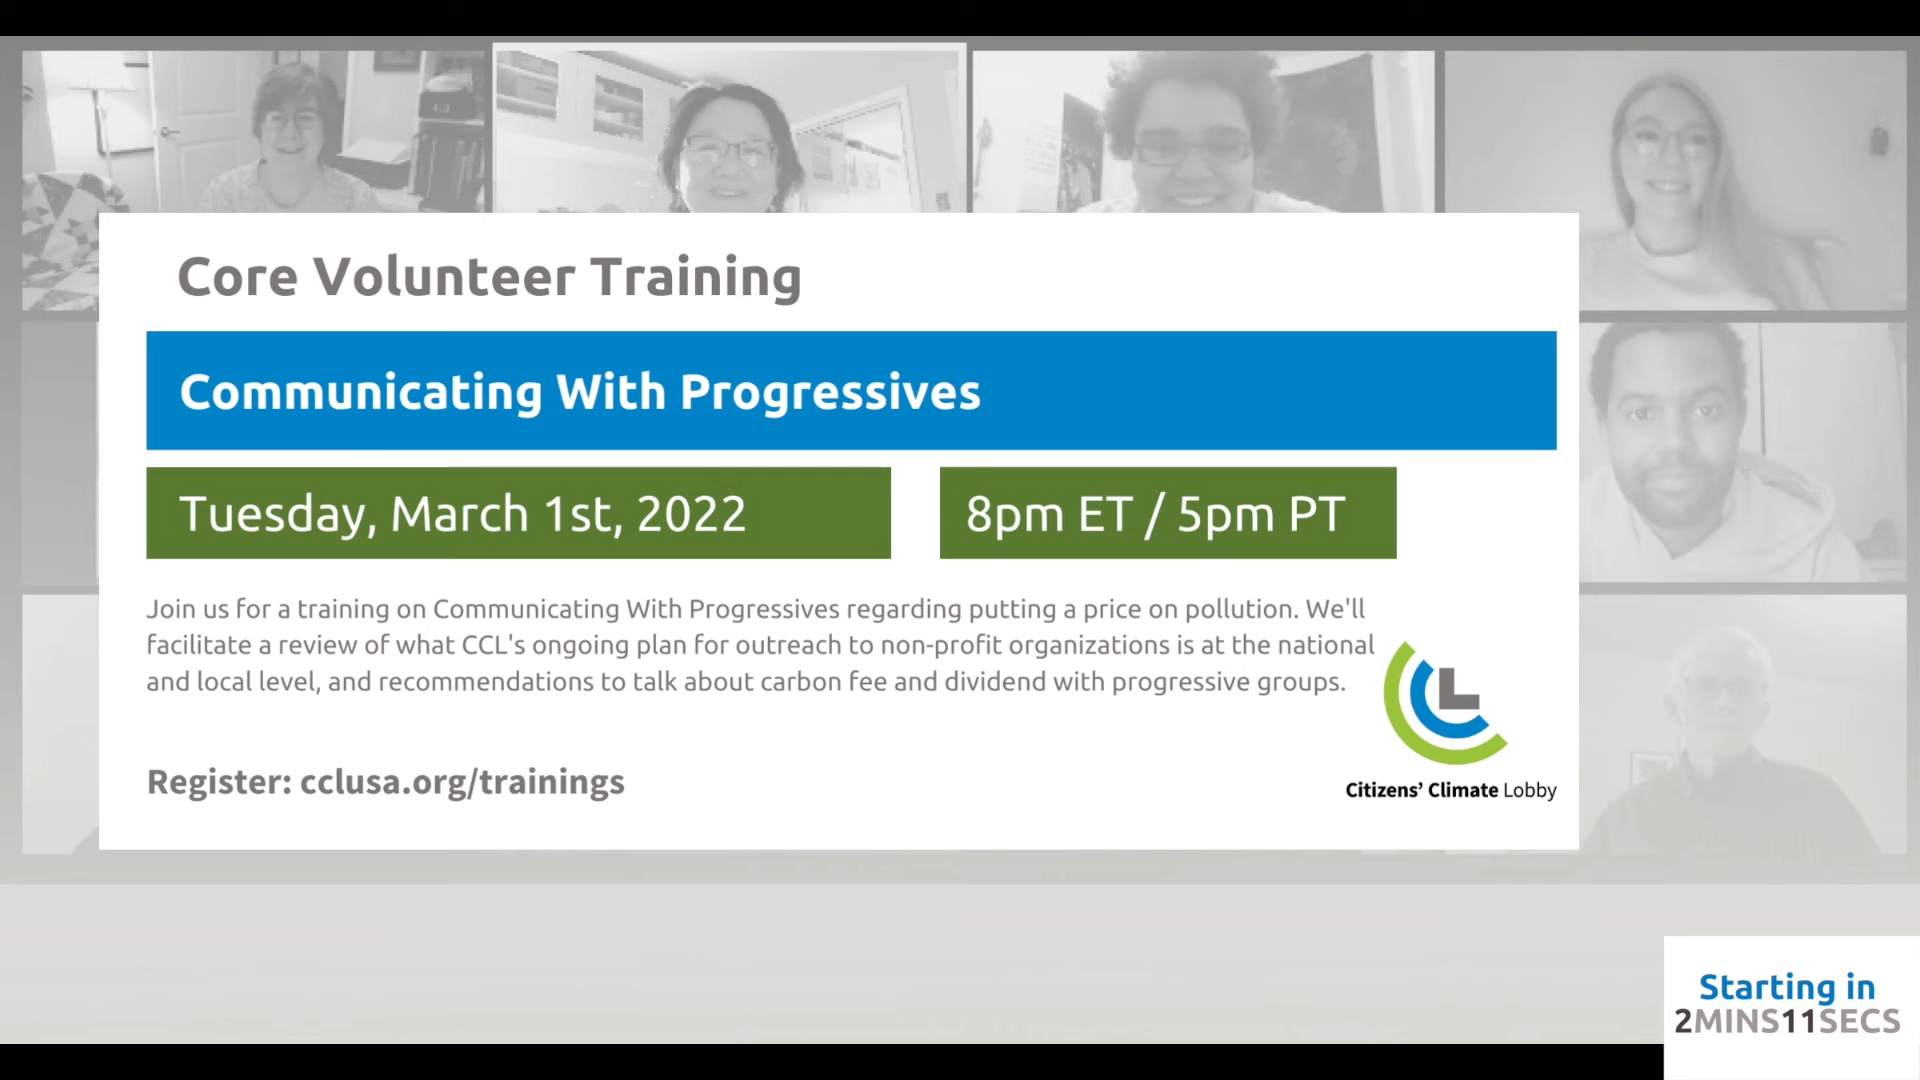 Core Volunteer Training
Communicating With Progressives
Tuesday, March 1st, 2022
8pm ET / 5pm PT
Join us for a training on Communicating With Progressives regarding putting a price on pollution. We'll
facilitate a review of what CCL's ongoing plan for outreach to non-profit organizations is at the national
and local level, and recommendations to talk about carbon fee and dividend with progressive groups.
Register: cclusa.org/trainings
Citizens’ Climate Lobby
Starting in
2MINS11SECS